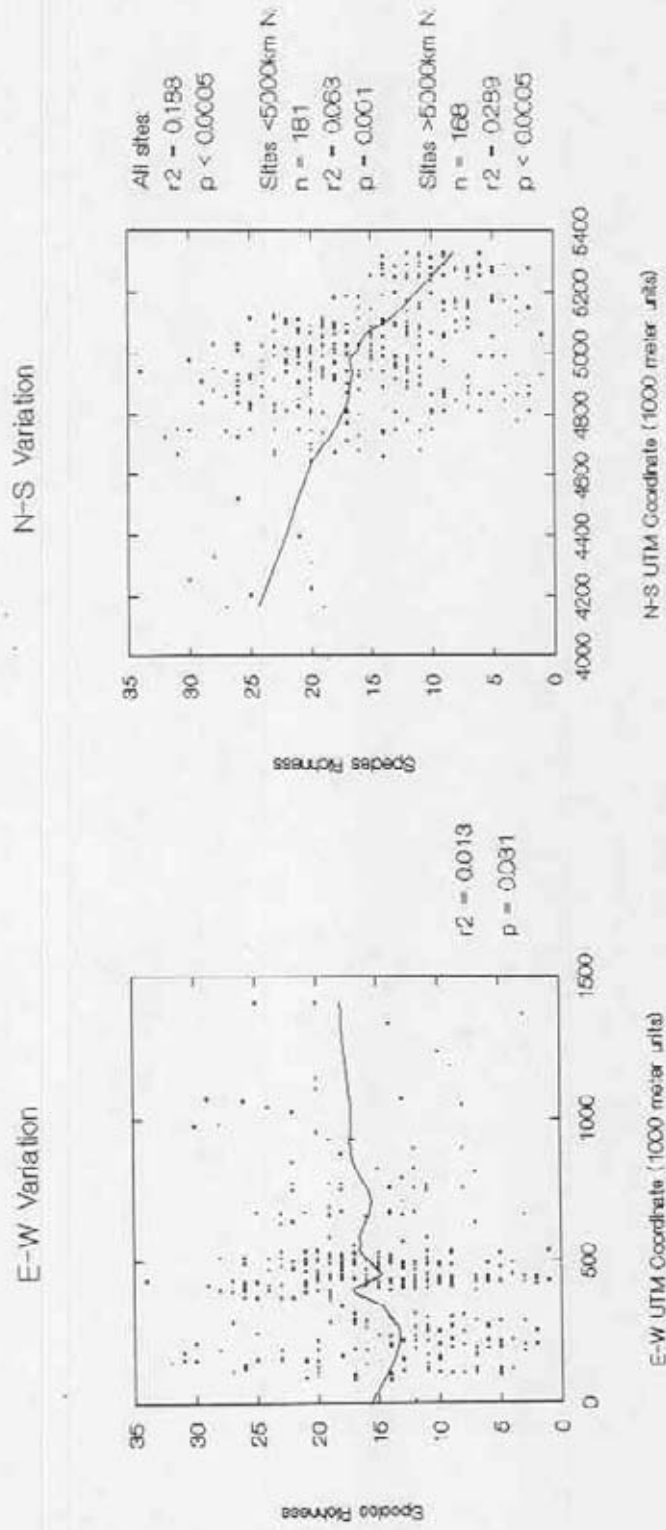 E-W Variation
Species Richness
35
30
25
20
15
10
5
0
0
500
1000
1500
E-W UTM Coordinate (1000 meter units)
r2 = 0.013
p = 0.031
N-S Variation
Species Richness
35
30
25
20
15
10
5
0
4000
4200
4400
4600
4800
5000
5200
5400
N-S UTM Coordinate (1000 meter units)
All sites:
r2 = 0.188
p < 0.0005
Sites <5000km N:
n = 181
r2 = 0.063
p = 0.001
Sites >5000km N:
n = 168
r2 = 0.289
p < 0.0005